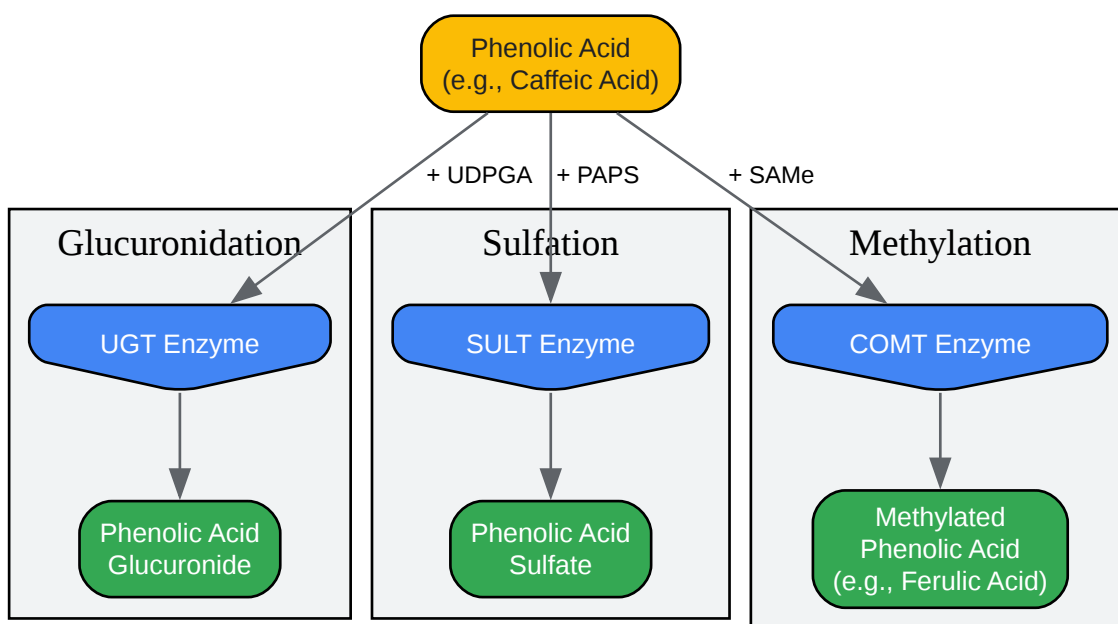 Phenolic Acid
(e.g., Caffeic Acid)
+ UDPGA
+ PAPS
+ SAMe
Glucuronidation
Sulfation
Methylation
UGT Enzyme
SULT Enzyme
COMT Enzyme
Phenolic Acid
Glucuronide
Phenolic Acid
Sulfate
Methylated
Phenolic Acid
(e.g., Ferulic Acid)